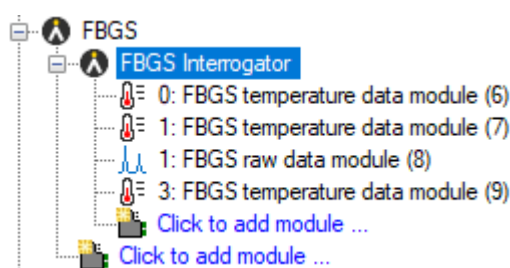 FBGS
FBGS Interrogator
0: FBGS temperature data module (6)
1: FBGS temperature data module (7)
1: FBGS raw data module (8)
3: FBGS temperature data module (9)
Click to add module ...
Click to add module ...